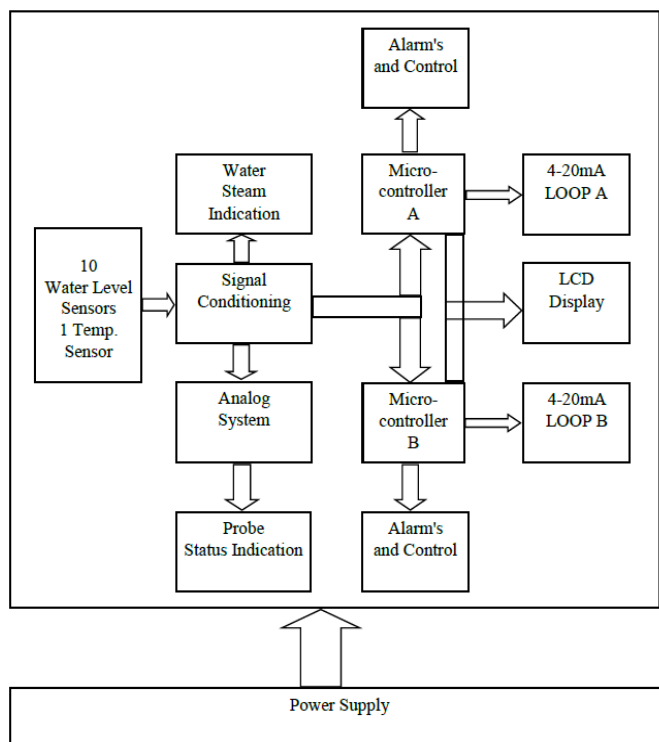 Alarm's
and Control
Water
Steam
Indication
Micro-
controller
A
4-20mA
LOOP A
10
Water Level
Sensors
1 Temp.
Sensor
Signal
Conditioning
LCD
Display
Analog
System
Micro-
controller
B
4-20mA
LOOP B
Probe
Status Indication
Alarm's
and Control
Power Supply